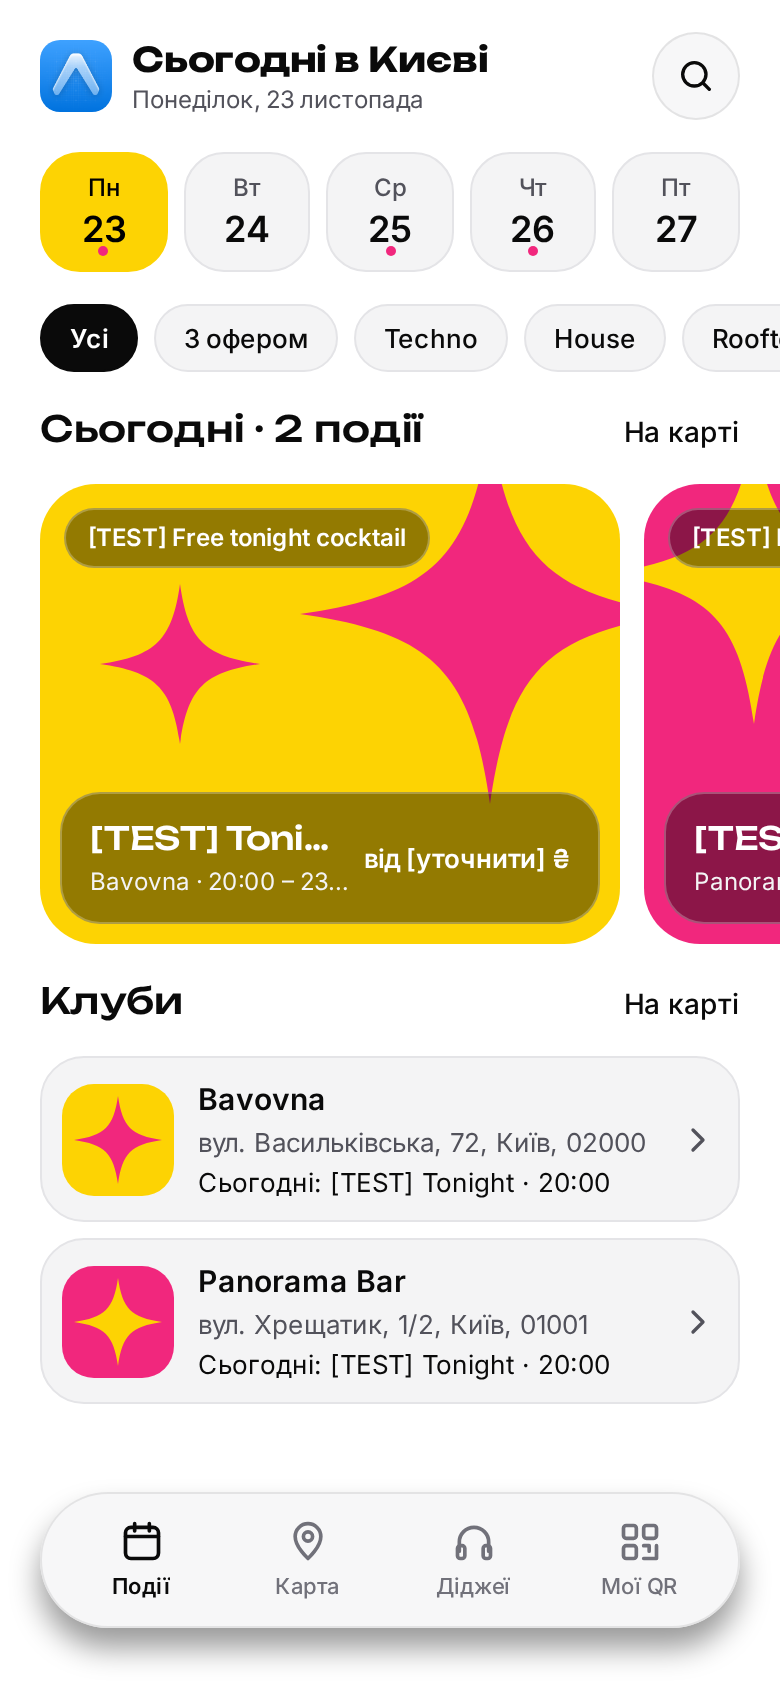 Сьогодні в Києві
Понеділок, 23 листопада
Пн
23
Вт
24
Ср
25
Чт
26
Пт
27
Усі
З офером
Techno
House
Сьогодні · 2 події
На карті
[TEST] Free tonight cocktail
[TEST]
[TEST] Toni...
Bavovna · 20:00 – 23...
від [уточнити] ₴
Клуби
На карті
Bavovna
вул. Васильківська, 72, Київ, 02000
Сьогодні: [TEST] Tonight · 20:00
Panorama Bar
вул. Хрещатик, 1/2, Київ, 01001
Сьогодні: [TEST] Tonight · 20:00
Події
Карта
Діджеї
Мої QR